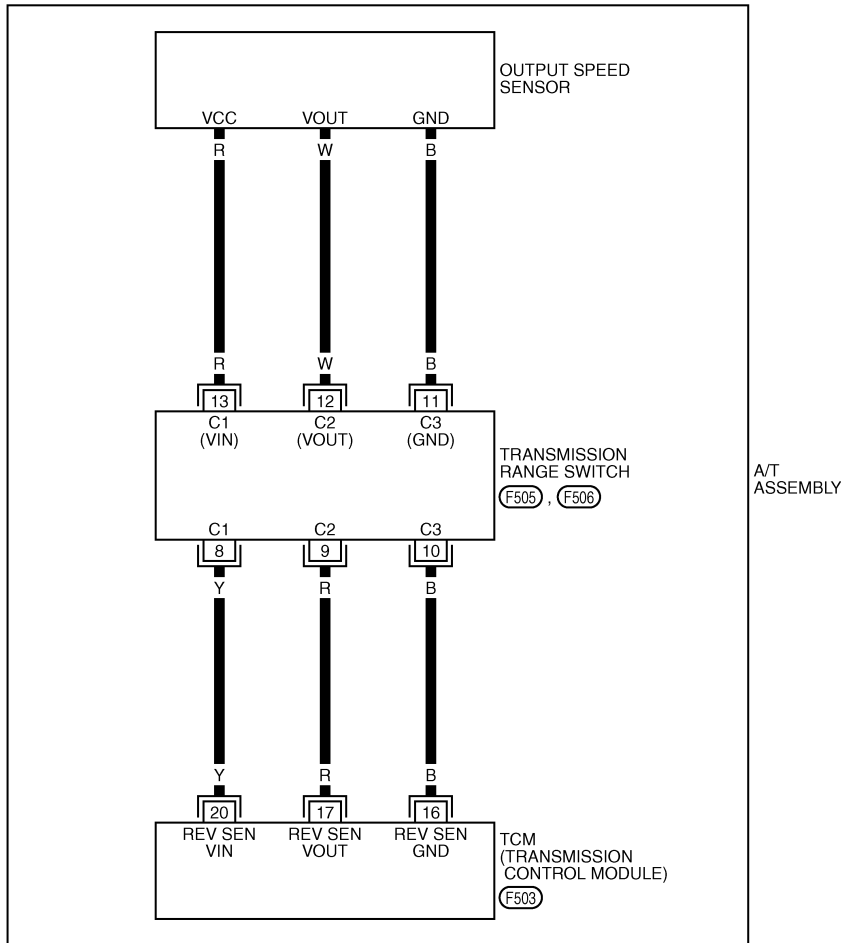 OUTPUT SPEED
SENSOR
VCC VOUT GND
R W B
R W B
13 12 11
C1 C2 C3
(VIN) (VOUT) (GND)
TRANSMISSION
RANGE SWITCH
F505 , F506
A/T
ASSEMBLY
C1 C2 C3
8 9 10
Y R B
Y R B
20 17 16
REV SEN REV SEN REV SEN
VIN VOUT GND
TCM
(TRANSMISSION
CONTROL MODULE)
F503